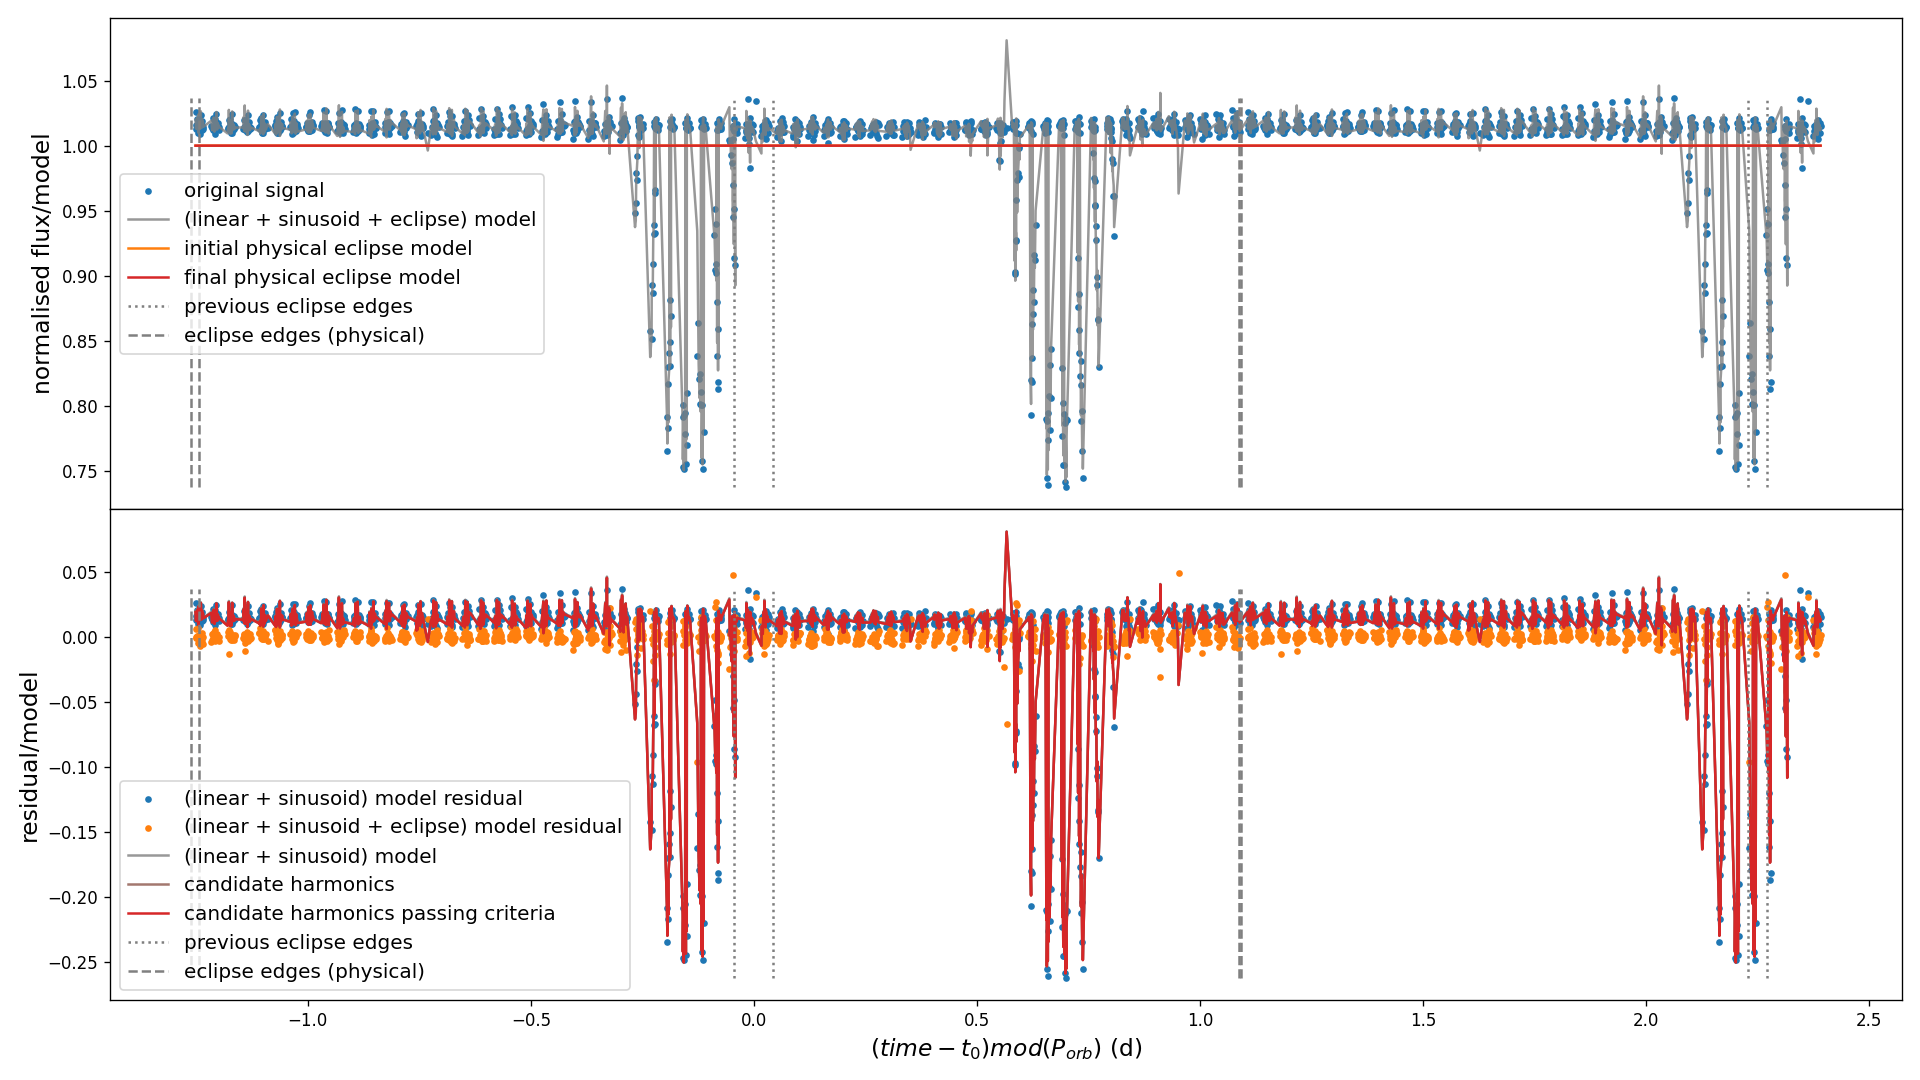 normalised flux/model
1.05
1.00
0.95
0.90
0.85
0.80
0.75
original signal
(linear + sinusoid + eclipse) model
initial physical eclipse model
final physical eclipse model
previous eclipse edges
eclipse edges (physical)
residual/model
0.05
0.00
−0.05
−0.10
−0.15
−0.20
−0.25
(linear + sinusoid) model residual
(linear + sinusoid + eclipse) model residual
(linear + sinusoid) model
candidate harmonics
candidate harmonics passing criteria
previous eclipse edges
eclipse edges (physical)
−1.0 −0.5 0.0 0.5 1.0 1.5 2.0 2.5
(time − t₀)mod(P_orb) (d)